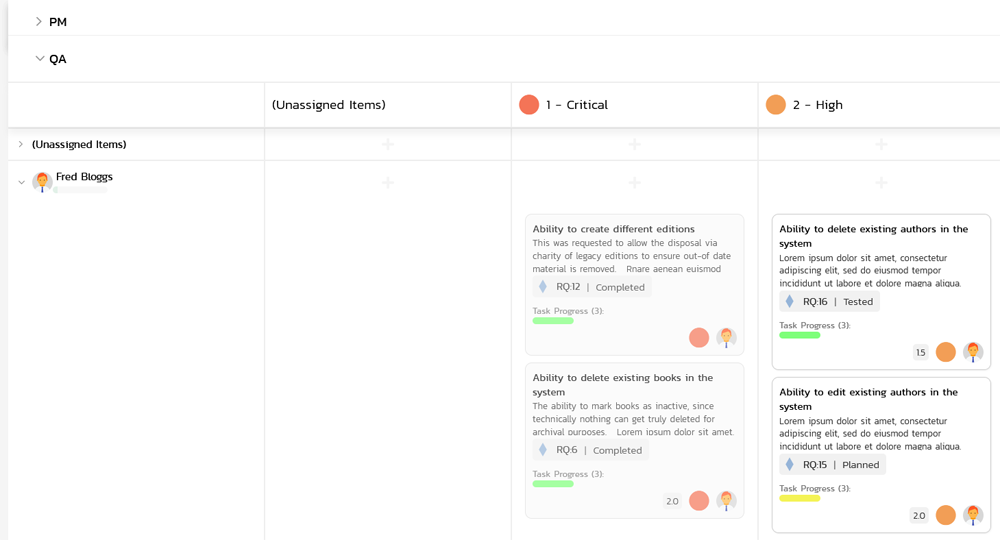 PM
QA
(Unassigned Items)
1 - Critical
2 - High
(Unassigned Items)
Fred Bloggs
Ability to create different editions
This was requested to allow the disposal via
charity of legacy editions to ensure out-of date
material is removed. Rnare aenean euismod
RQ:12 | Completed
Task Progress (3):
Ability to delete existing books in the
system
The ability to mark books as inactive, since
technically nothing can get truly deleted for
archival purposes. Lorem ipsum dolor sit amet,
RQ:6 | Completed
Task Progress (3):
2.0
Ability to delete existing authors in the
system
Lorem ipsum dolor sit amet, consectetur
adipiscing elit, sed do eiusmod tempor
incididunt ut labore et dolore magna aliqua.
RQ:16 | Tested
Task Progress (3):
1.5
Ability to edit existing authors in the
system
Lorem ipsum dolor sit amet, consectetur
adipiscing elit, sed do eiusmod tempor
incididunt ut labore et dolore magna aliqua.
RQ:15 | Planned
Task Progress (3):
2.0